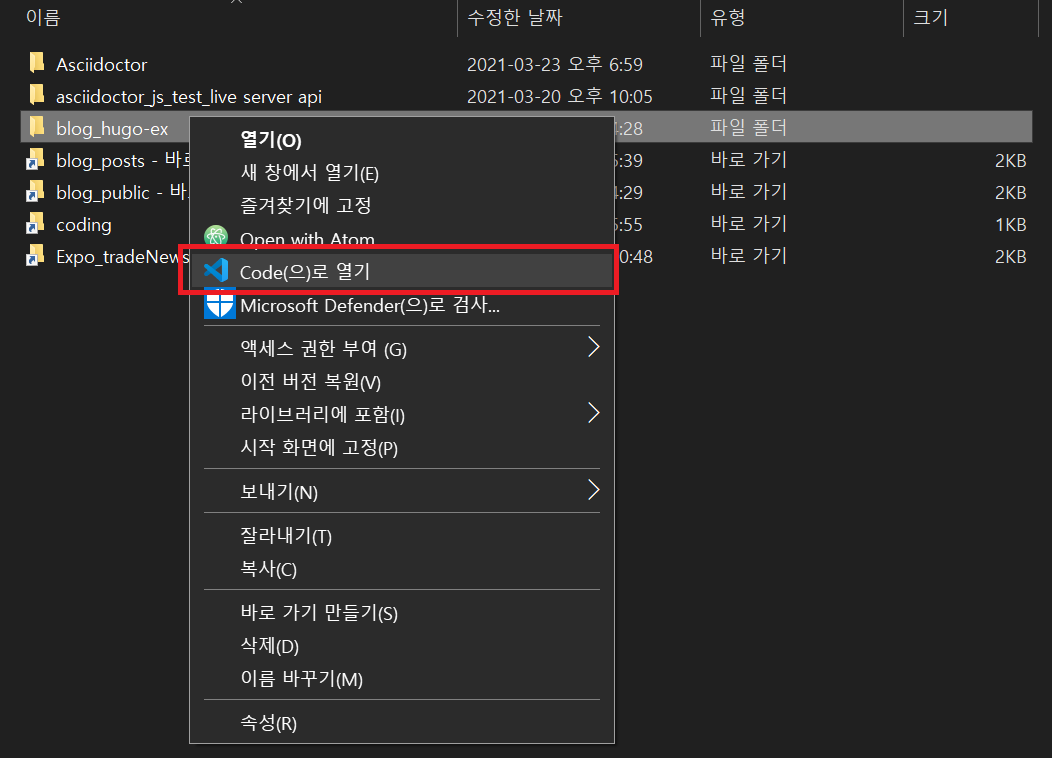 이름 수정한 날짜 유형 크기
Asciidoctor 2021-03-23 오후 6:59 파일 폴더
asciidoctor_js_test_live server api 2021-03-20 오후 10:05 파일 폴더
blog_hugo-ex :28 파일 폴더
blog_posts - 바로 :39 바로 가기 2KB
blog_public - 바 :29 바로 가기 2KB
coding :55 바로 가기 1KB
Expo_tradeNews 0:48 바로 가기 2KB
열기(O)
새 창에서 열기(E)
즐겨찾기에 고정
Open with Atom
Code(으)로 열기
Microsoft Defender(으)로 검사...
액세스 권한 부여 (G)
이전 버전 복원(V)
라이브러리에 포함(I)
시작 화면에 고정(P)
보내기(N)
잘라내기(T)
복사(C)
바로 가기 만들기(S)
삭제(D)
이름 바꾸기(M)
속성(R)